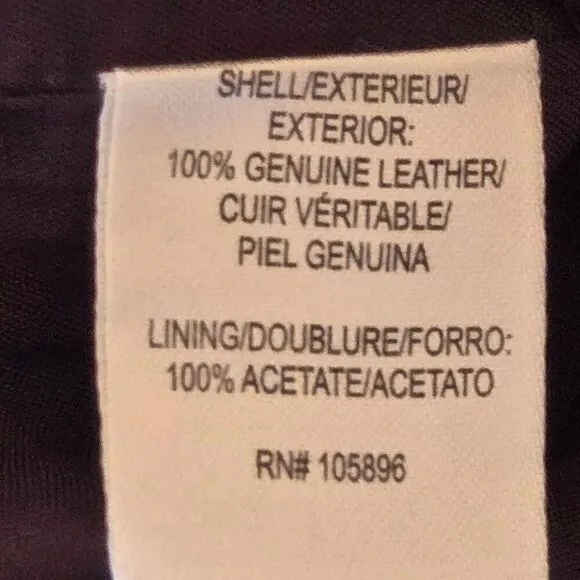 SHELL/EXTERIEUR/
EXTERIOR:
100% GENUINE LEATHER/
CUIR VÉRITABLE/
PIEL GENUINA
LINING/DOUBLURE/FORRO:
100% ACETATE/ACETATO
RN# 105896